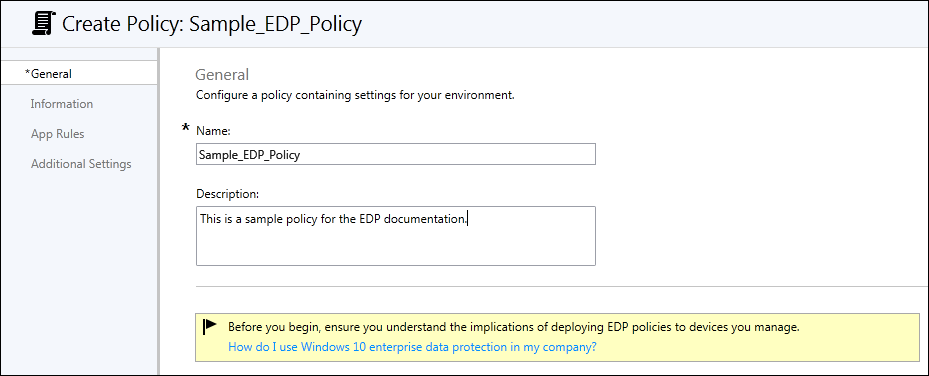 Create Policy: Sample_EDP_Policy
*General
Information
App Rules
Additional Settings
General
Configure a policy containing settings for your environment.
* Name:
Sample_EDP_Policy
Description:
This is a sample policy for the EDP documentation.
Before you begin, ensure you understand the implications of deploying EDP policies to devices you manage.
How do I use Windows 10 enterprise data protection in my company?